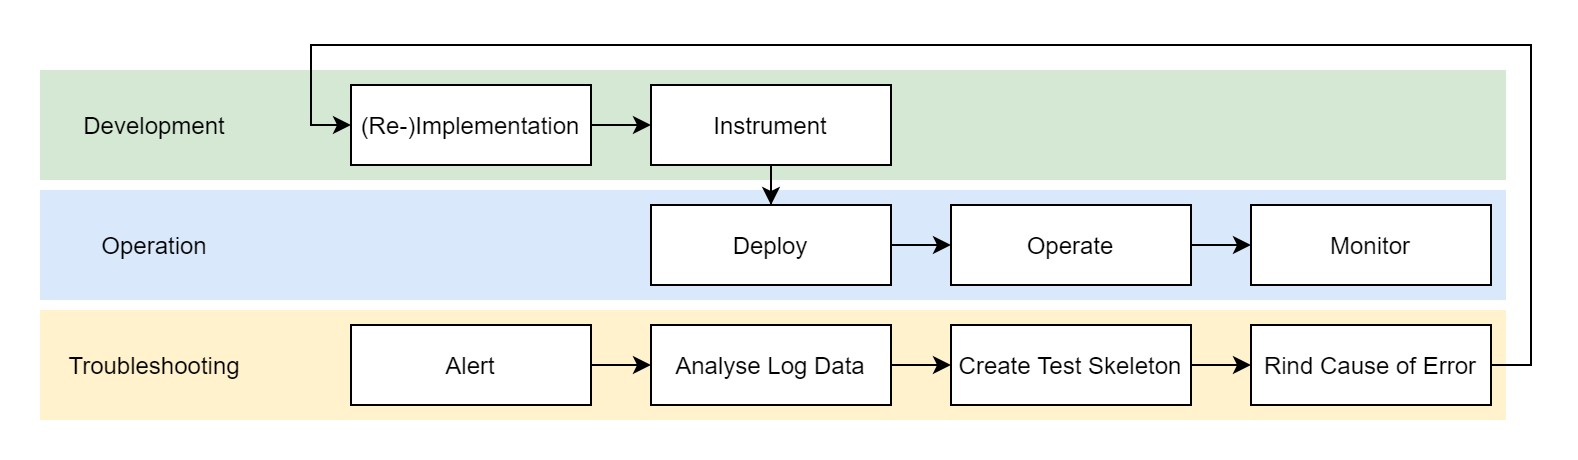 Development
(Re-)Implementation
Instrument
Operation
Deploy
Operate
Monitor
Troubleshooting
Alert
Analyse Log Data
Create Test Skeleton
Rind Cause of Error